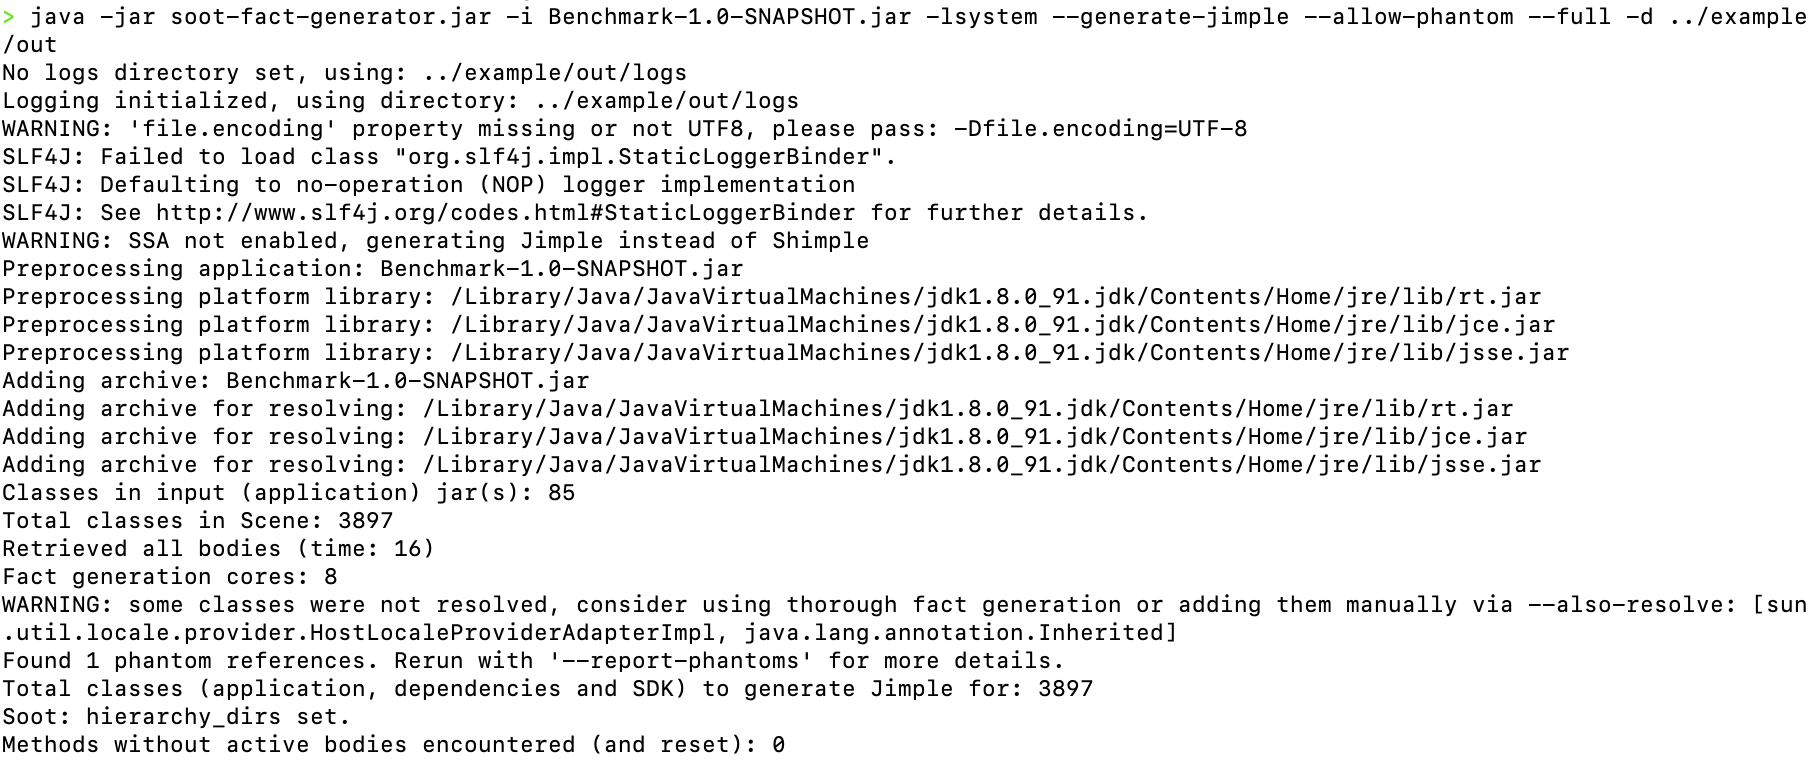 > java -jar soot-fact-generator.jar -i Benchmark-1.0-SNAPSHOT.jar -lsystem --generate-jimple --allow-phantom --full -d ../example
/out
No logs directory set, using: ../example/out/logs
Logging initialized, using directory: ../example/out/logs
WARNING: 'file.encoding' property missing or not UTF8, please pass: -Dfile.encoding=UTF-8
SLF4J: Failed to load class "org.slf4j.impl.StaticLoggerBinder".
SLF4J: Defaulting to no-operation (NOP) logger implementation
SLF4J: See http://www.slf4j.org/codes.html#StaticLoggerBinder for further details.
WARNING: SSA not enabled, generating Jimple instead of Shimple
Preprocessing application: Benchmark-1.0-SNAPSHOT.jar
Preprocessing platform library: /Library/Java/JavaVirtualMachines/jdk1.8.0_91.jdk/Contents/Home/jre/lib/rt.jar
Preprocessing platform library: /Library/Java/JavaVirtualMachines/jdk1.8.0_91.jdk/Contents/Home/jre/lib/jce.jar
Preprocessing platform library: /Library/Java/JavaVirtualMachines/jdk1.8.0_91.jdk/Contents/Home/jre/lib/jsse.jar
Adding archive: Benchmark-1.0-SNAPSHOT.jar
Adding archive for resolving: /Library/Java/JavaVirtualMachines/jdk1.8.0_91.jdk/Contents/Home/jre/lib/rt.jar
Adding archive for resolving: /Library/Java/JavaVirtualMachines/jdk1.8.0_91.jdk/Contents/Home/jre/lib/jce.jar
Adding archive for resolving: /Library/Java/JavaVirtualMachines/jdk1.8.0_91.jdk/Contents/Home/jre/lib/jsse.jar
Classes in input (application) jar(s): 85
Total classes in Scene: 3897
Retrieved all bodies (time: 16)
Fact generation cores: 8
WARNING: some classes were not resolved, consider using thorough fact generation or adding them manually via --also-resolve: [sun
.util.locale.provider.HostLocaleProviderAdapterImpl, java.lang.annotation.Inherited]
Found 1 phantom references. Rerun with '--report-phantoms' for more details.
Total classes (application, dependencies and SDK) to generate Jimple for: 3897
Soot: hierarchy_dirs set.
Methods without active bodies encountered (and reset): 0